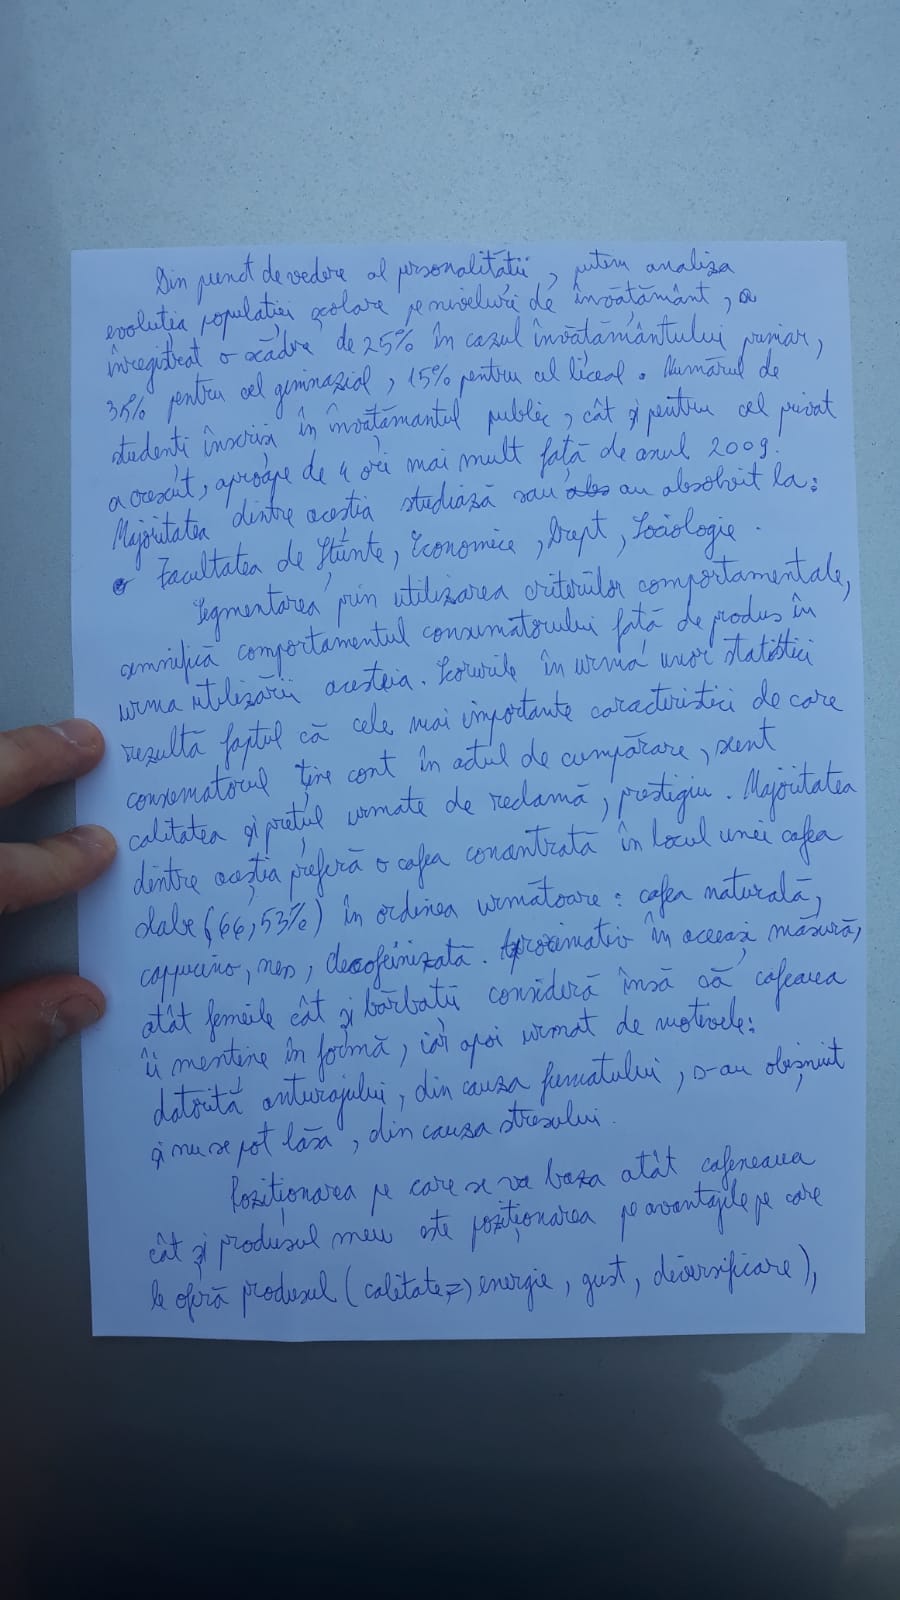 Din punct de vedere al personalității, putem analiza
evoluția populației școlare pe niveluri de învățământ, a
înregistrat o scădre de 25% în cazul învățământului primar,
35% pentru cel gimnazial, 15% pentru cel liceal. Numărul de
studenți înscriși în învățământul public, cât și pentru cel privat
a crescut, aproape de 4 ori mai mult față de anul 2009.
Majoritatea dintre aceștia studiază sau abs au absolvit la:
• Facultatea de Științe, Economice, Drept, Sociologie.
Segmentarea prin utilizarea criteriilor comportamentale,
semnifică comportamentul consumatorului față de produs în
urma utilizării acesteia. Scorurile în urma unor statistici
rezultă faptul că cele mai importante caracteristici de care
consumatorul ține cont în actul de cumpărare, sunt
calitatea și prețul urmate de reclamă, prestigiu. Majoritatea
dintre aceștia preferă o cafea concentrată în locul unei cafea
slabe (66,53%) în ordinea următoare: cafea naturală,
cappucino, nes, decofeinizată. Aproximativ în aceeași măsură,
atât femeile cât și bărbații consideră însă că cafeaua
îi menține în formă, iar apoi urmat de motivele:
datorită anturajului, din cauza fumatului, s-au obișnuit
și nu se pot lăsa, din cauza stresului.
Poziționarea pe care se va baza atât cafeneaua
cât și produsul meu este poziționarea pe avantajele pe care
le oferă produsul (calitate => energie, gust, diversificare),